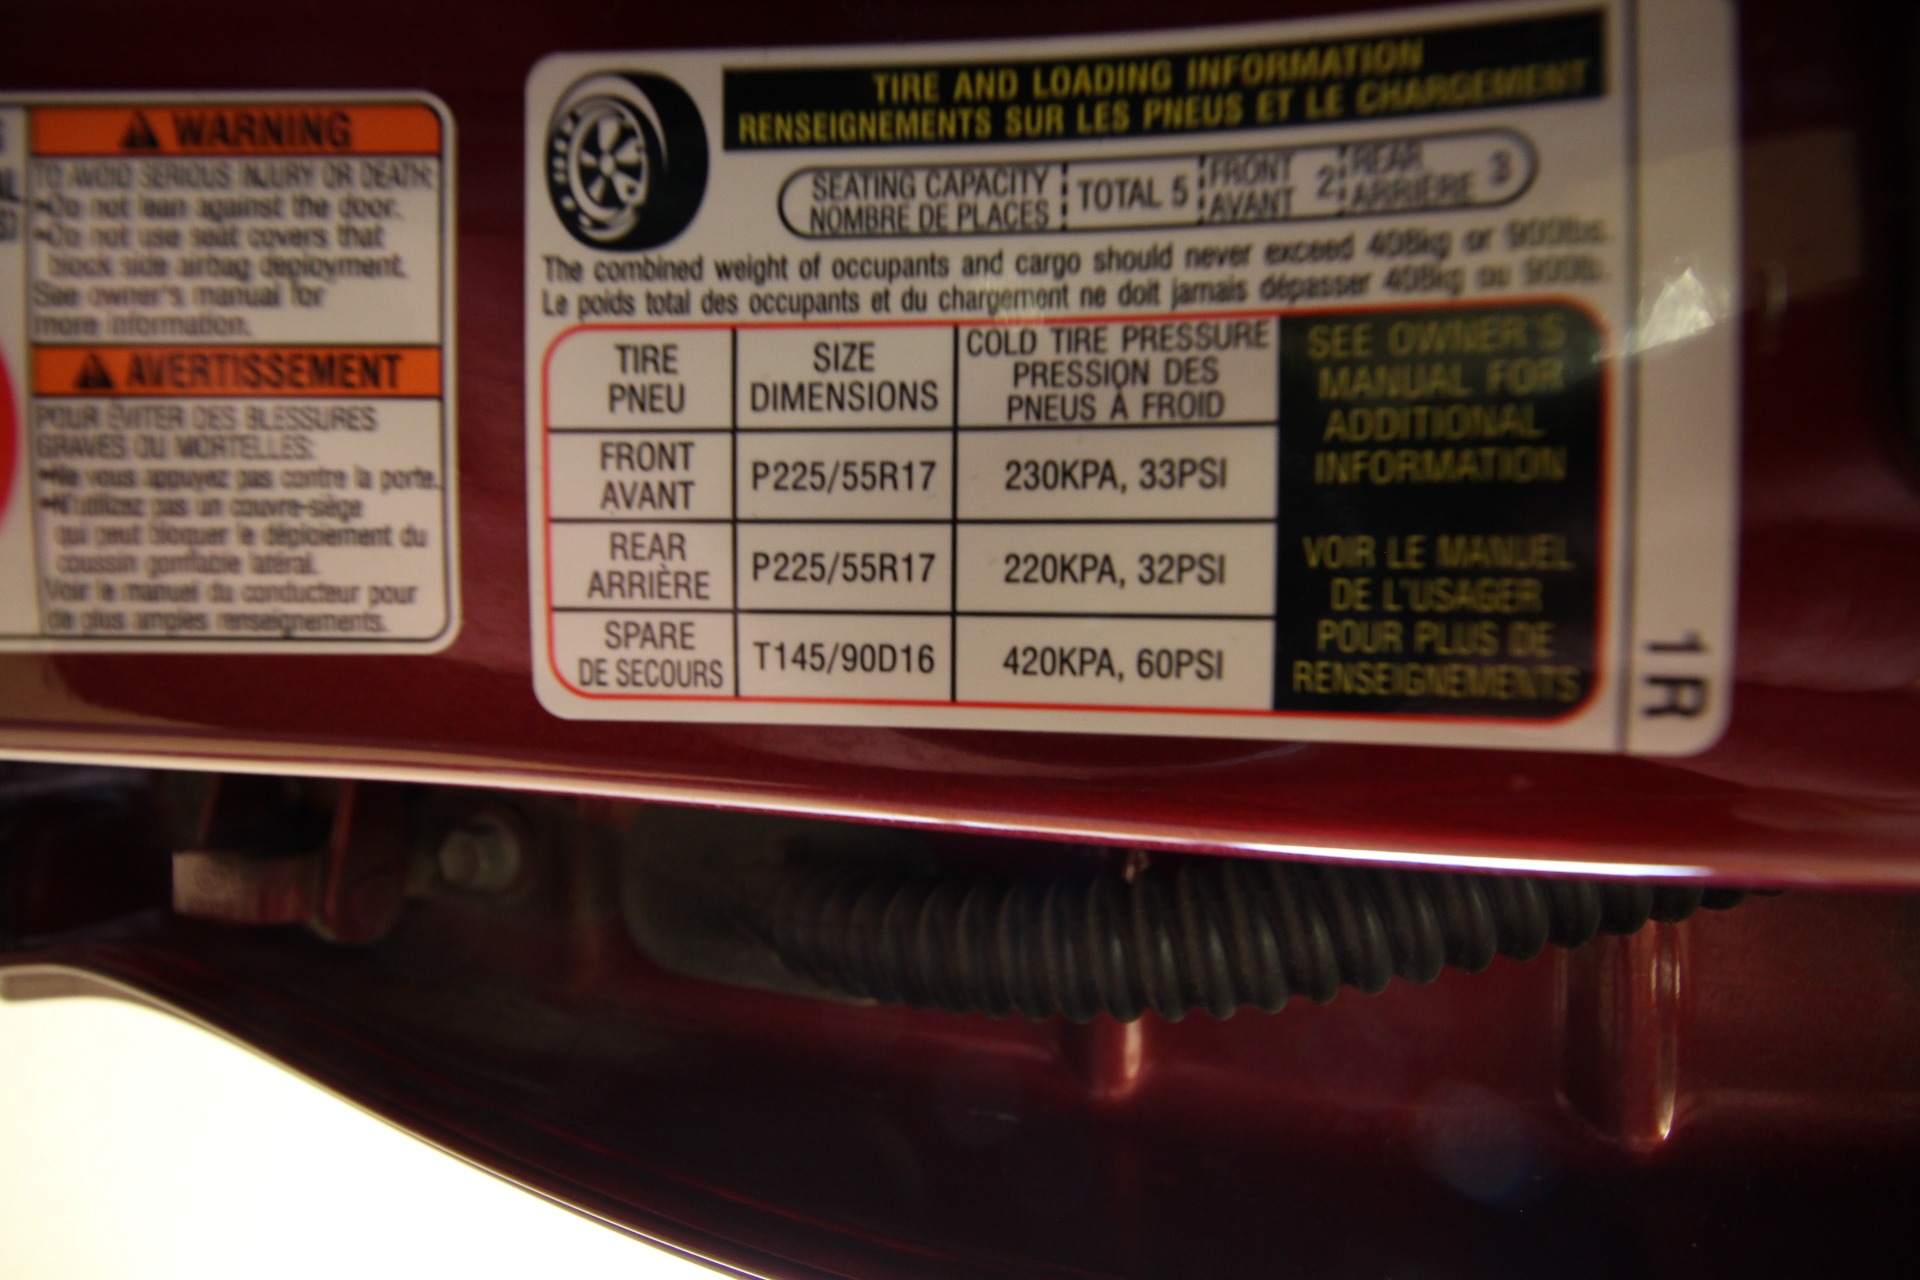 WARNING
TO AVOID SERIOUS INJURY OR DEATH:
•Do not lean against the door.
•Do not use seat covers that
block side airbag deployment.
See owner's manual for
more information.
AVERTISSEMENT
POUR ÉVITER DES BLESSURES
GRAVES OU MORTELLES:
•Ne vous appuyez pas contre la porte.
•N'utilizez pas un couvre-siège
qui peut bloquer le déploiement du
coussin gonflable latéral.
Voir le manuel du conducteur pour
de plus amples renseignements.
TIRE AND LOADING INFORMATION
RENSEIGNEMENTS SUR LES PNEUS ET LE CHARGEMENT
SEATING CAPACITY
NOMBRE DE PLACES
TOTAL 5
FRONT
AVANT 2
REAR
ARRIÈRE 3
The combined weight of occupants and cargo should never exceed 408kg or 900lbs.
Le poids total des occupants et du chargement ne doit jamais dépasser 408kg ou 900lb.
TIRE
PNEU
SIZE
DIMENSIONS
COLD TIRE PRESSURE
PRESSION DES
PNEUS À FROID
FRONT
AVANT
P225/55R17
230KPA, 33PSI
REAR
ARRIÈRE
P225/55R17
220KPA, 32PSI
SPARE
DE SECOURS
T145/90D16
420KPA, 60PSI
SEE OWNER'S
MANUAL FOR
ADDITIONAL
INFORMATION
VOIR LE MANUEL
DE L'USAGER
POUR PLUS DE
RENSEIGNEMENTS
1R